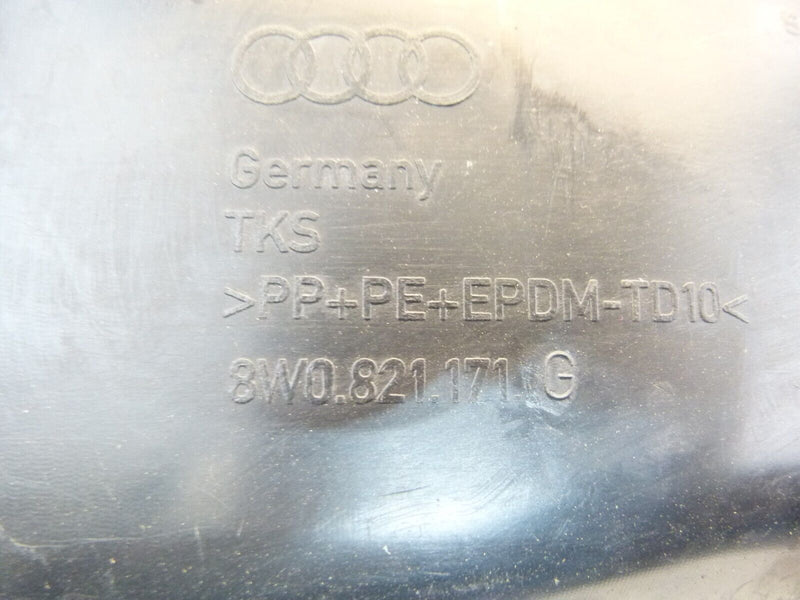 Germany
TKS
>PP+PE+EPDM-TD10<
8W0.821.171 G